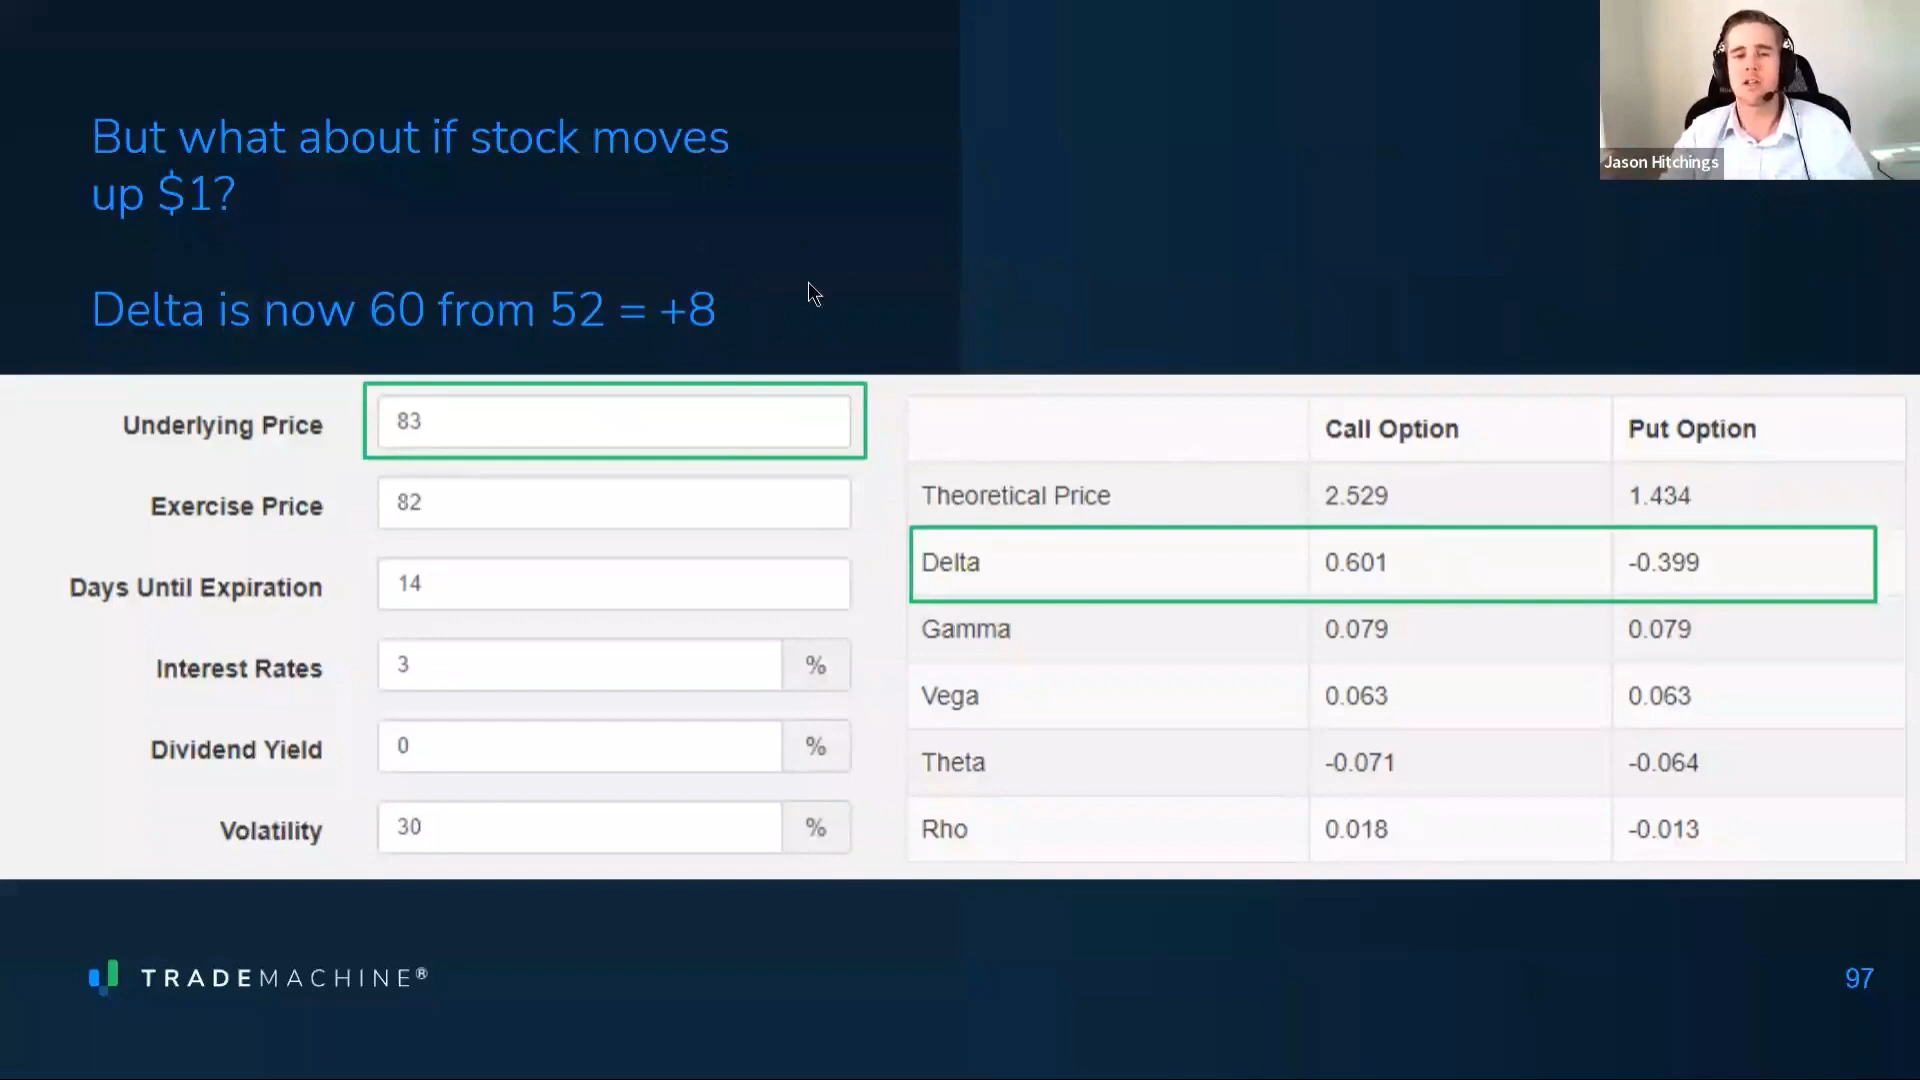 Jason Hitchings
But what about if stock moves
up $1?
Delta is now 60 from 52 = +8
Underlying Price 83
Exercise Price 82
Days Until Expiration 14
Interest Rates 3 %
Dividend Yield 0 %
Volatility 30 %
Call Option Put Option
Theoretical Price 2.529 1.434
Delta 0.601 -0.399
Gamma 0.079 0.079
Vega 0.063 0.063
Theta -0.071 -0.064
Rho 0.018 -0.013
TRADEMACHINE®
97